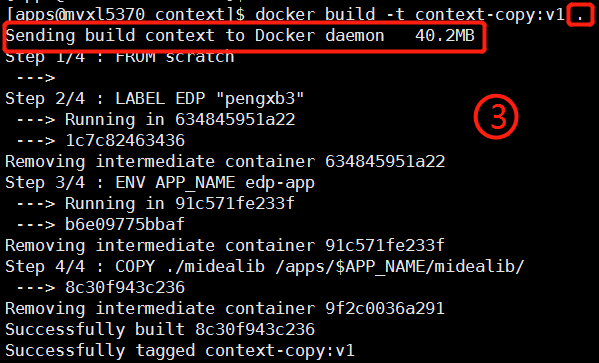 [apps@mvxl5370 context]$ docker build -t context-copy:v1 .
Sending build context to Docker daemon   40.2MB
Step 1/4 : FROM scratch
 --->
Step 2/4 : LABEL EDP "pengxb3"
 ---> Running in 634845951a22
 ---> 1c7c82463436
Removing intermediate container 634845951a22
Step 3/4 : ENV APP_NAME edp-app
 ---> Running in 91c571fe233f
 ---> b6e09775bbaf
Removing intermediate container 91c571fe233f
Step 4/4 : COPY ./midealib /apps/$APP_NAME/midealib/
 ---> 8c30f943c236
Removing intermediate container 9f2c0036a291
Successfully built 8c30f943c236
Successfully tagged context-copy:v1
③